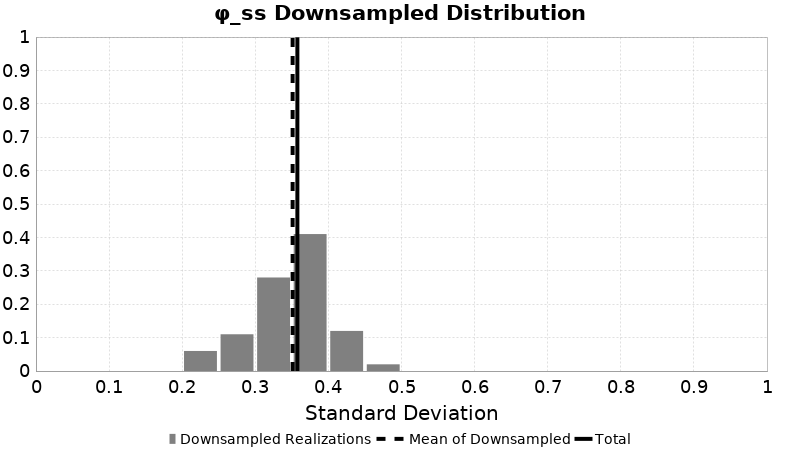 φ_ss Downsampled Distribution
1
0.9
0.8
0.7
0.6
0.5
0.4
0.3
0.2
0.1
0
0 0.1 0.2 0.3 0.4 0.5 0.6 0.7 0.8 0.9 1
Standard Deviation
Downsampled Realizations Mean of Downsampled Total